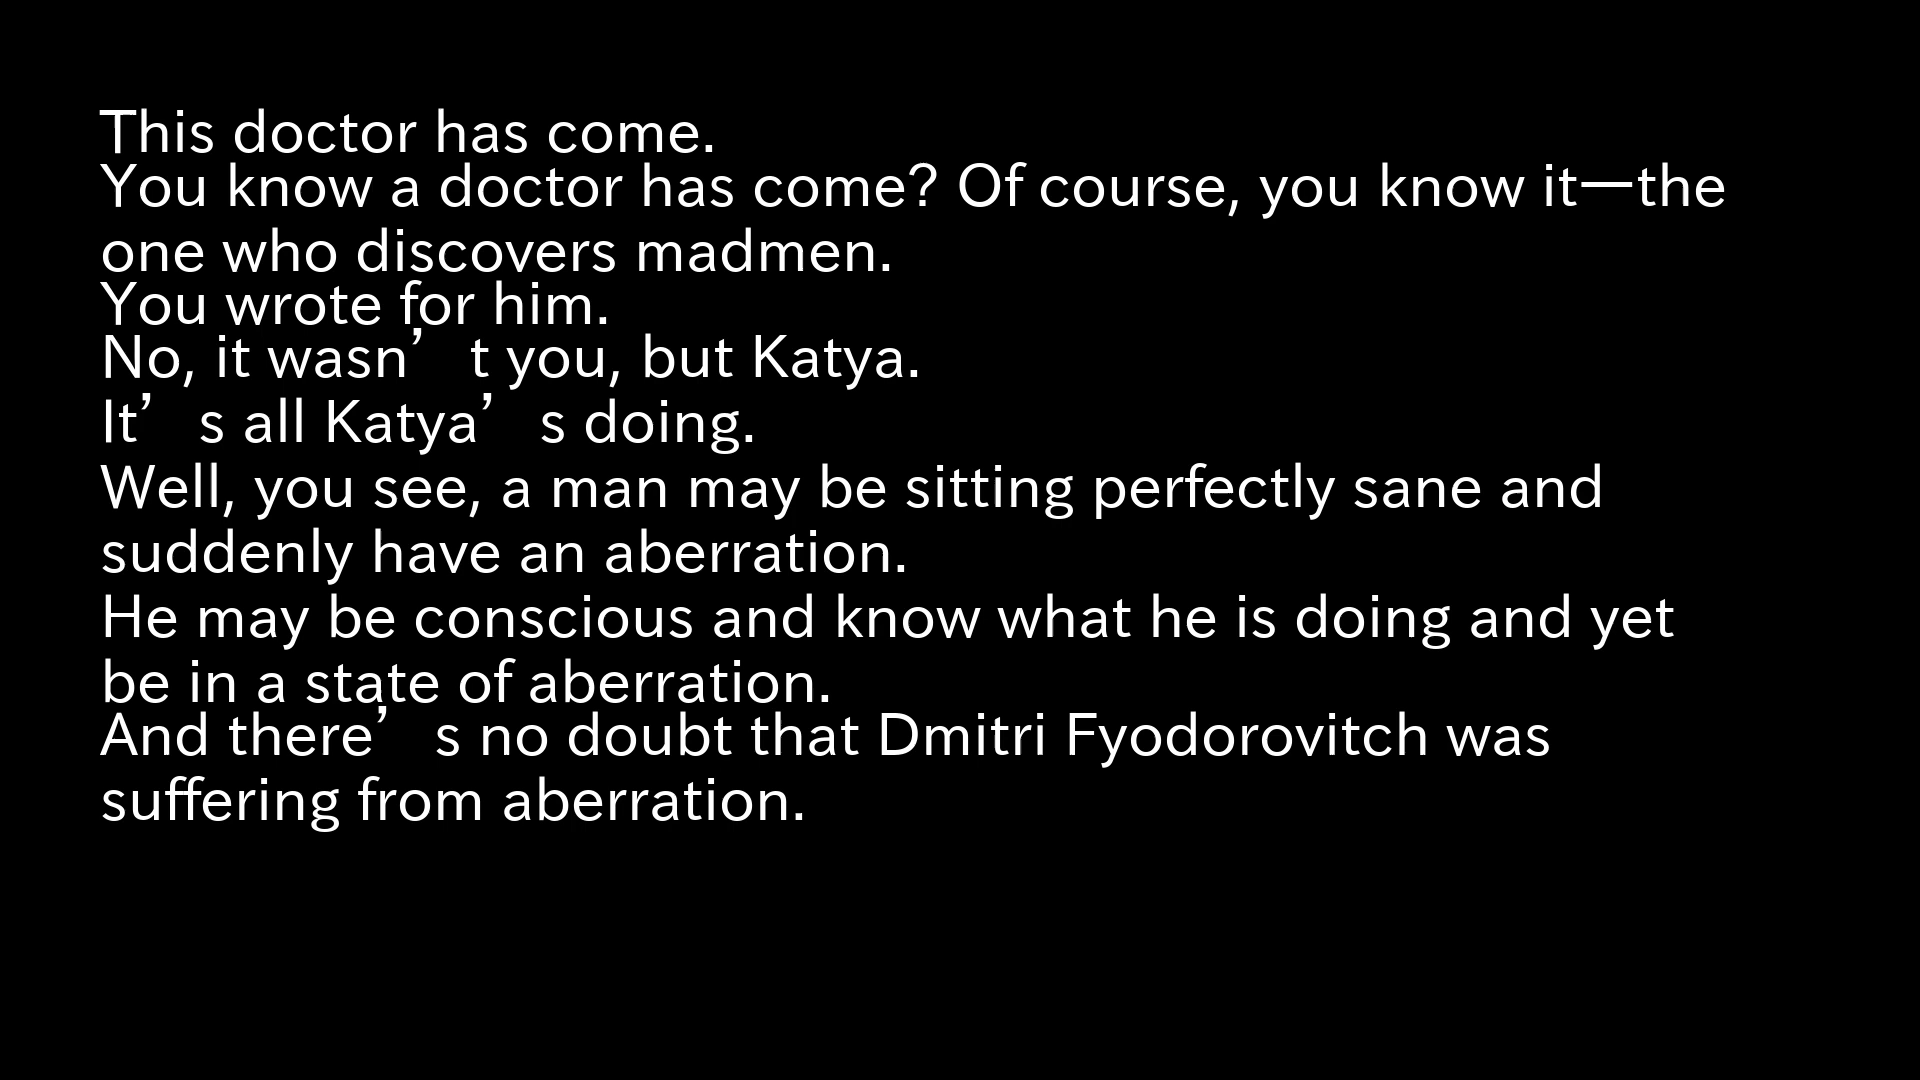 This doctor has come.
You know a doctor has come? Of course, you know it—the
one who discovers madmen.
You wrote for him.
No, it wasn’t you, but Katya.
It’s all Katya’s doing.
Well, you see, a man may be sitting perfectly sane and
suddenly have an aberration.
He may be conscious and know what he is doing and yet
be in a state of aberration.
And there’s no doubt that Dmitri Fyodorovitch was
suffering from aberration.